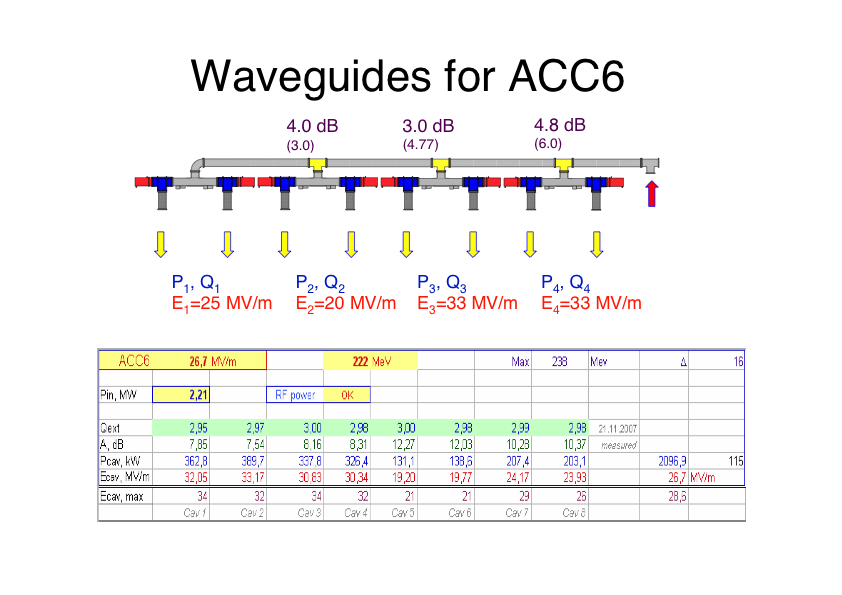 Waveguides for ACC6
4.0 dB 3.0 dB 4.8 dB
(3.0) (4.77) (6.0)
P1, Q1 P2, Q2 P3, Q3 P4, Q4
E1=25 MV/m E2=20 MV/m E3=33 MV/m E4=33 MV/m
ACC6 26,7 MV/m 222 MeV Max 238 Mev Δ 16
Pin, MW 2,21 RF power OK
Qext 2,95 2,97 3,00 2,98 3,00 2,98 2,99 2,98 21.11.2007
A, dB 7,85 7,54 8,16 8,31 12,27 12,03 10,28 10,37 measured
Pcav, kW 362,8 389,7 337,8 326,4 131,1 138,6 207,4 203,1 2096,9 115
Ecav, MV/m 32,05 33,17 30,83 30,34 19,20 19,77 24,17 23,93 26,7 MV/m
Ecav, max 34 32 34 32 21 21 29 26 28,6
Cav 1 Cav 2 Cav 3 Cav 4 Cav 5 Cav 6 Cav 7 Cav 8